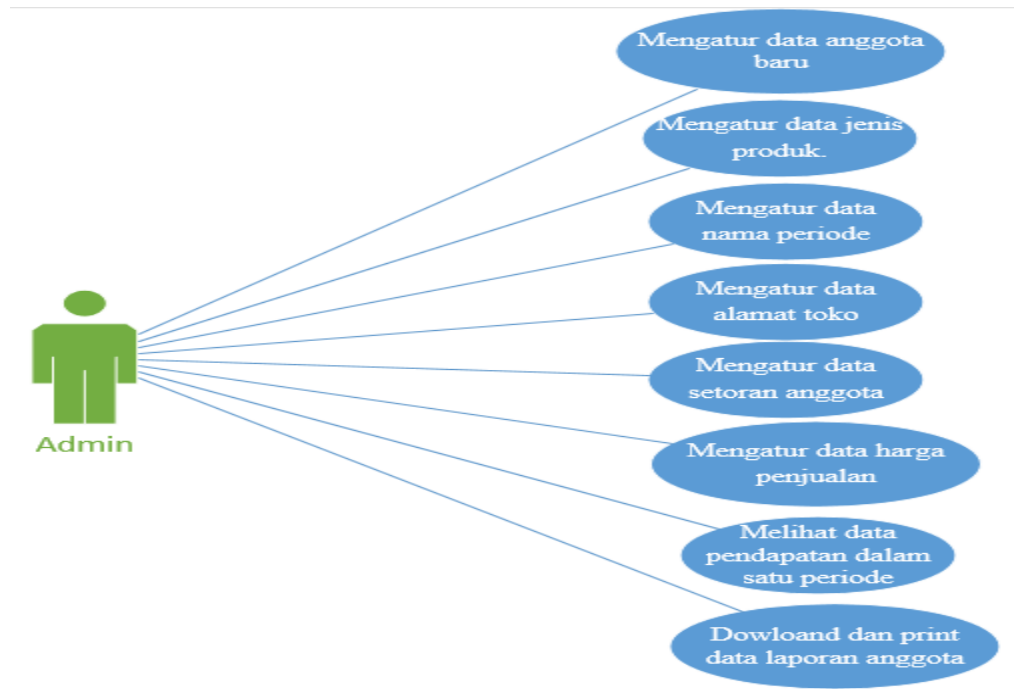 Mengatur data anggota
baru
Mengatur data jenis
produk.
Mengatur data
nama periode
Mengatur data
alamat toko
Mengatur data
setoran anggota
Mengatur data harga
penjualan
Melihat data
pendapatan dalam
satu periode
Dowloand dan print
data laporan anggota
Admin